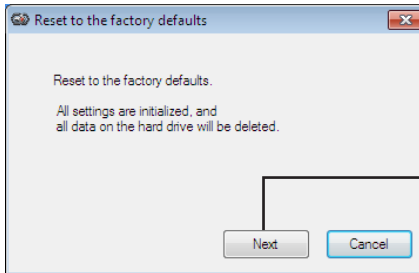 Reset to the factory defaults
Reset to the factory defaults.
All settings are initialized, and
all data on the hard drive will be deleted.
Next
Cancel